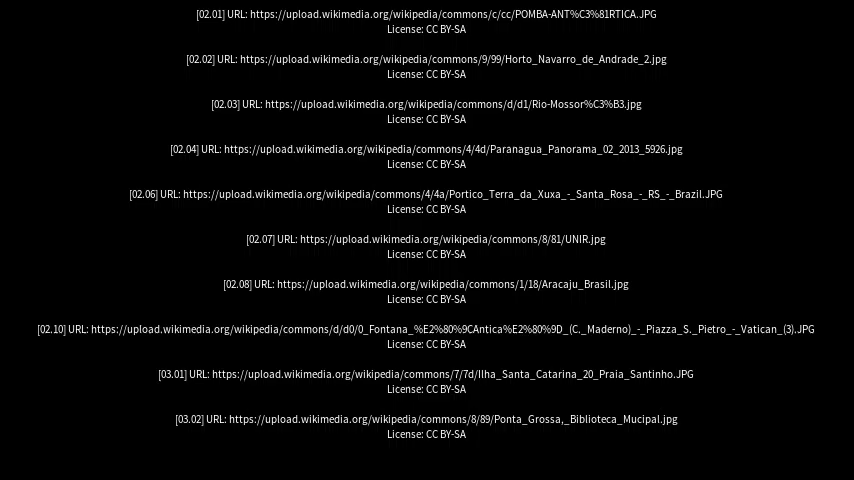 [02.01] URL: https://upload.wikimedia.org/wikipedia/commons/c/cc/POMBA-ANT%C3%81RTICA.JPG
License: CC BY-SA
[02.02] URL: https://upload.wikimedia.org/wikipedia/commons/9/99/Horto_Navarro_de_Andrade_2.jpg
License: CC BY-SA
[02.03] URL: https://upload.wikimedia.org/wikipedia/commons/d/d1/Rio-Mossor%C3%B3.jpg
License: CC BY-SA
[02.04] URL: https://upload.wikimedia.org/wikipedia/commons/4/4d/Paranagua_Panorama_02_2013_5926.jpg
License: CC BY-SA
[02.06] URL: https://upload.wikimedia.org/wikipedia/commons/4/4a/Portico_Terra_da_Xuxa_-_Santa_Rosa_-_RS_-_Brazil.JPG
License: CC BY-SA
[02.07] URL: https://upload.wikimedia.org/wikipedia/commons/8/81/UNIR.jpg
License: CC BY-SA
[02.08] URL: https://upload.wikimedia.org/wikipedia/commons/1/18/Aracaju_Brasil.jpg
License: CC BY-SA
[02.10] URL: https://upload.wikimedia.org/wikipedia/commons/d/d0/0_Fontana_%E2%80%9CAntica%E2%80%9D_(C._Maderno)_-_Piazza_S._Pietro_-_Vatican_(3).JPG
License: CC BY-SA
[03.01] URL: https://upload.wikimedia.org/wikipedia/commons/7/7d/Ilha_Santa_Catarina_20_Praia_Santinho.JPG
License: CC BY-SA
[03.02] URL: https://upload.wikimedia.org/wikipedia/commons/8/89/Ponta_Grossa,_Biblioteca_Mucipal.jpg
License: CC BY-SA